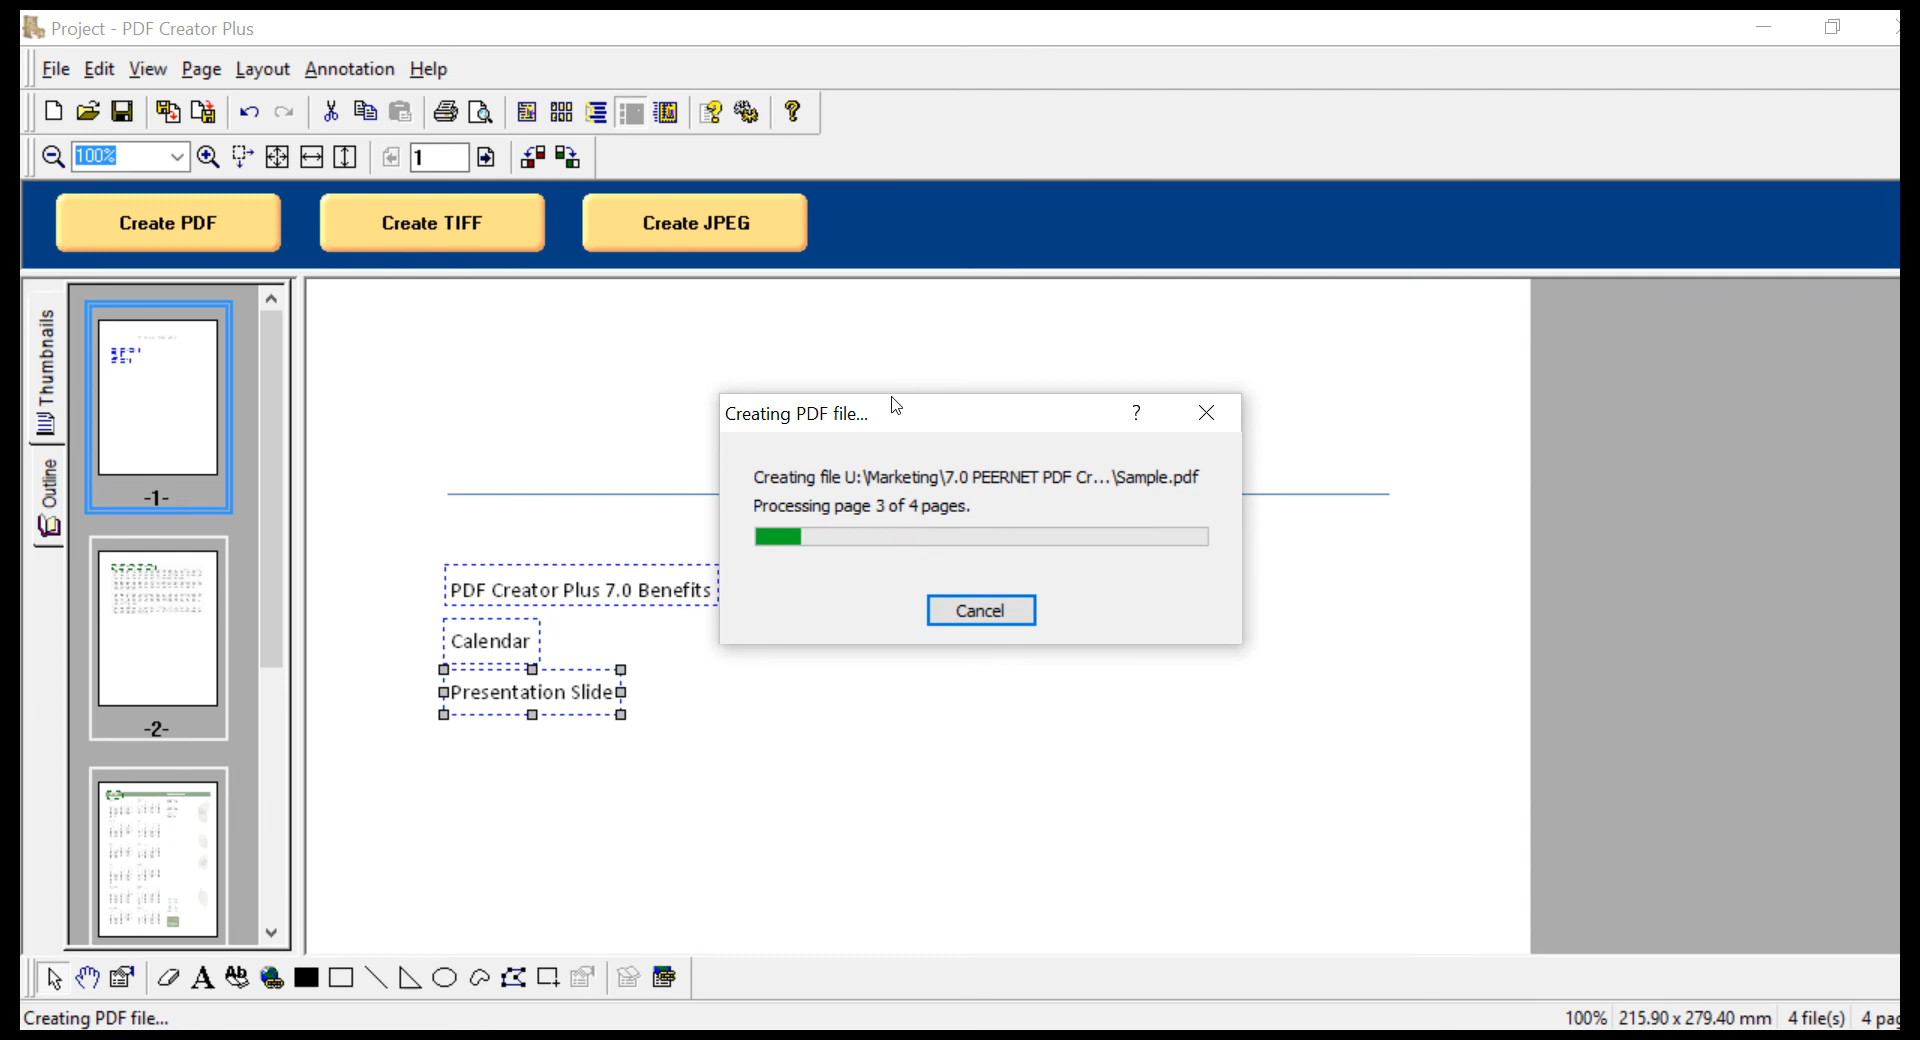 Project - PDF Creator Plus
File Edit View Page Layout Annotation Help
100% 1
Create PDF Create TIFF Create JPEG
Thumbnails
Outline
-1-
-2-
Creating PDF file... ?
Creating file U:\Marketing\7.0 PEERNET PDF Cr...\Sample.pdf
Processing page 3 of 4 pages.
Cancel
PDF Creator Plus 7.0 Benefits
Calendar
Presentation Slide
Creating PDF file... 100% 215.90 x 279.40 mm 4 file(s) 4